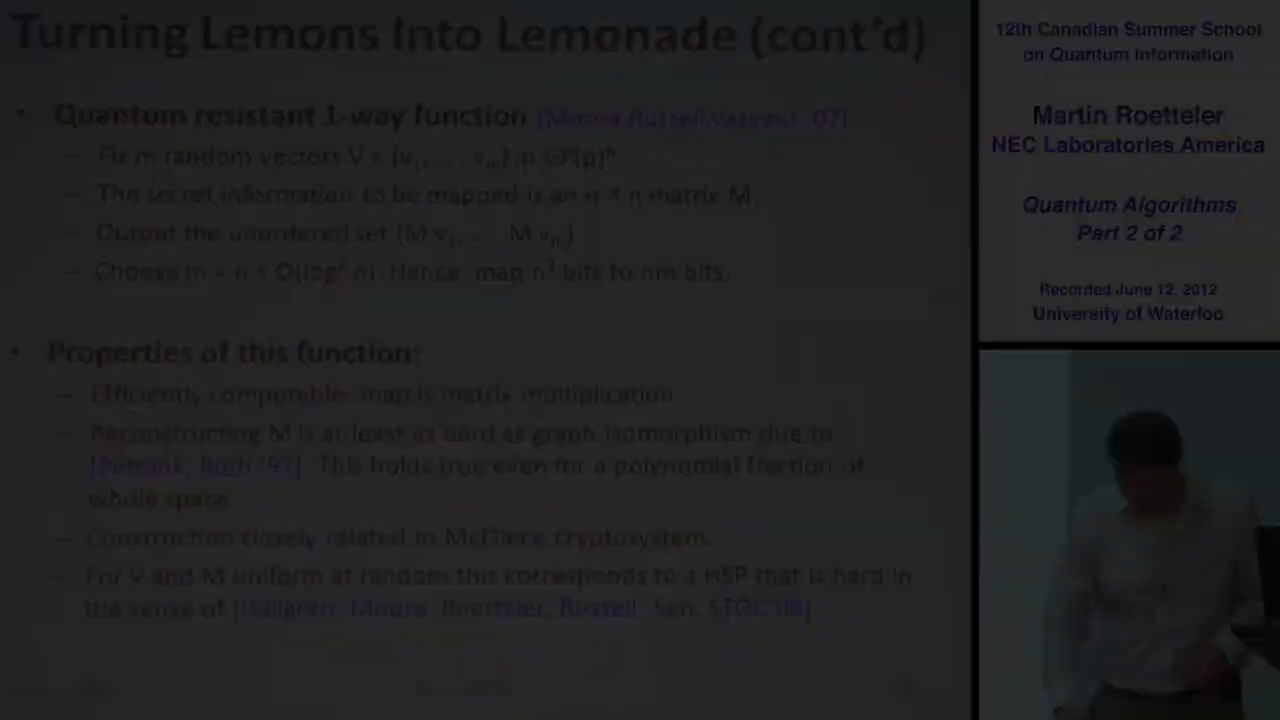 Turning Lemons Into Lemonade (cont'd)
• Quantum resistant 1-way function [Moore, Russell, Vazirani '07]
– Fix m random vectors V = {v₁, ..., vₘ} in GF(p)ⁿ
– The secret information to be mapped is an n × n matrix M
– Output the unordered set {M v₁, ... M vₘ}
– Choose m = n + O(log² n). Hence, map n² bits to nm bits.
• Properties of this function:
– Efficiently computable: map is matrix multiplication
– Reconstructing M is at least as hard as graph isomorphism due to
[Petrank, Roth '97]. This holds true even for a polynomial fraction of
whole space
– Construction closely related to McEliece cryptosystem
– For V and M uniform at random this corresponds to a HSP that is hard in
the sense of [Hallgren, Moore, Roetteler, Russell, Sen, STOC'06]
12th Canadian Summer School
on Quantum Information
Martin Roetteler
NEC Laboratories America
Quantum Algorithms
Part 2 of 2
Recorded June 12, 2012
University of Waterloo